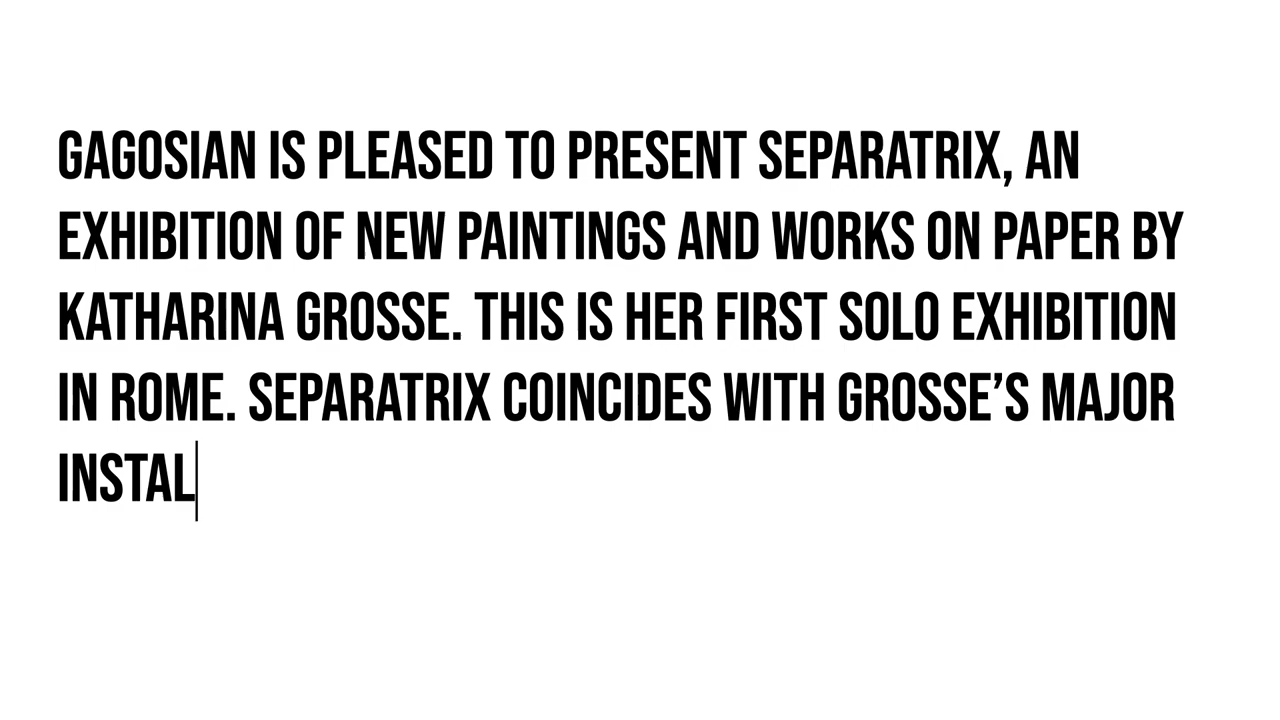 GAGOSIAN IS PLEASED TO PRESENT SEPARATRIX, AN
EXHIBITION OF NEW PAINTINGS AND WORKS ON PAPER BY
KATHARINA GROSSE. THIS IS HER FIRST SOLO EXHIBITION
IN ROME. SEPARATRIX COINCIDES WITH GROSSE’S MAJOR
INSTAL